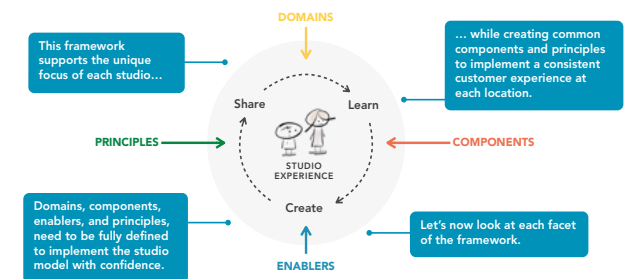 DOMAINS
This framework
supports the unique
focus of each studio…
… while creating common
components and principles
to implement a consistent
customer experience at
each location.
Share
Learn
PRINCIPLES
COMPONENTS
STUDIO
EXPERIENCE
Create
Domains, components,
enablers, and principles,
need to be fully defined
to implement the studio
model with confidence.
Let's now look at each facet
of the framework.
ENABLERS